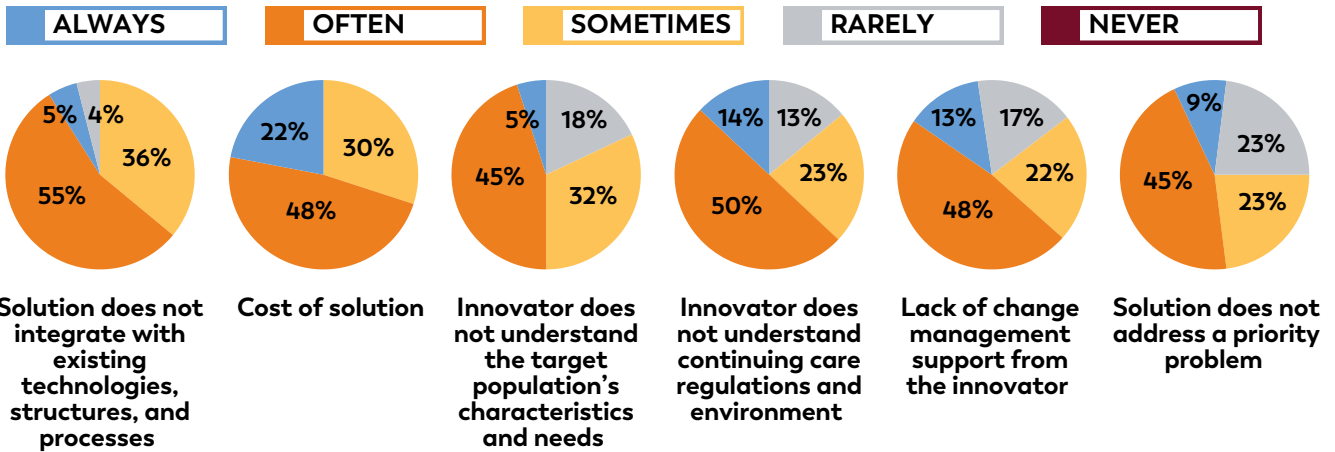 ALWAYS
OFTEN
SOMETIMES
RARELY
NEVER
5%
4%
36%
55%
22%
30%
48%
5%
18%
45%
32%
14%
13%
23%
50%
13%
17%
22%
48%
9%
23%
45%
23%
Solution does not
integrate with
existing
technologies,
structures, and
processes
Cost of solution
Innovator does
not understand
the target
population's
characteristics
and needs
Innovator does
not understand
continuing care
regulations and
environment
Lack of change
management
support from
the innovator
Solution does not
address a priority
problem